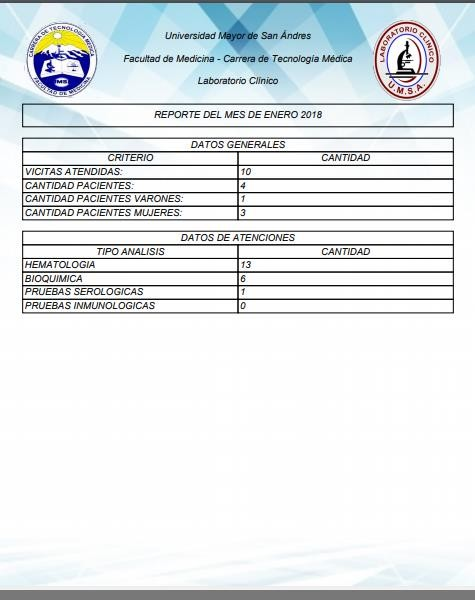 Universidad Mayor de San Ándres
Facultad de Medicina - Carrera de Tecnología Médica
Laboratorio Clínico
CARRERA DE TECNOLOGIA MEDICA
FACULTAD DE MEDICINA
LABORATORIO CLINICO
U.M.S.A.
REPORTE DEL MES DE ENERO 2018
DATOS GENERALES
CRITERIO CANTIDAD
VICITAS ATENDIDAS: 10
CANTIDAD PACIENTES: 4
CANTIDAD PACIENTES VARONES: 1
CANTIDAD PACIENTES MUJERES: 3
DATOS DE ATENCIONES
TIPO ANALISIS CANTIDAD
HEMATOLOGIA 13
BIOQUIMICA 6
PRUEBAS SEROLOGICAS 1
PRUEBAS INMUNOLOGICAS 0